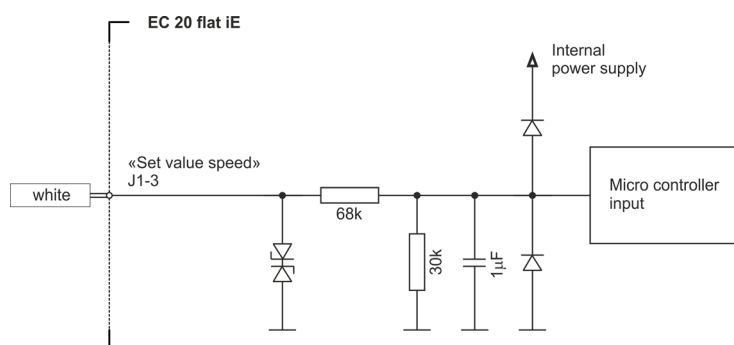 EC 20 flat iE
Internal
power supply
«Set value speed»
J1-3
white
68k
30k
1µF
Micro controller
input